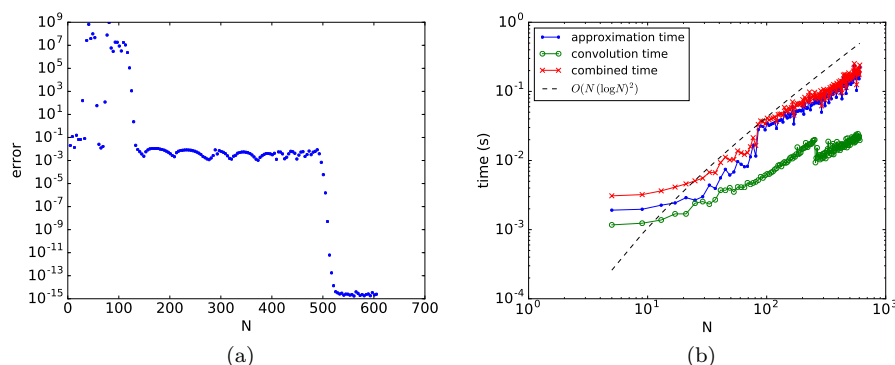 10^9
10^7
10^5
10^3
10^1
10^-1
10^-3
10^-5
10^-7
10^-9
10^-11
10^-13
10^-15
error
0 100 200 300 400 500 600 700
N
(a)
10^0
10^-1
10^-2
10^-3
10^-4
time (s)
approximation time
convolution time
combined time
O(N(logN)^2)
10^0 10^1 10^2 10^3
N
(b)